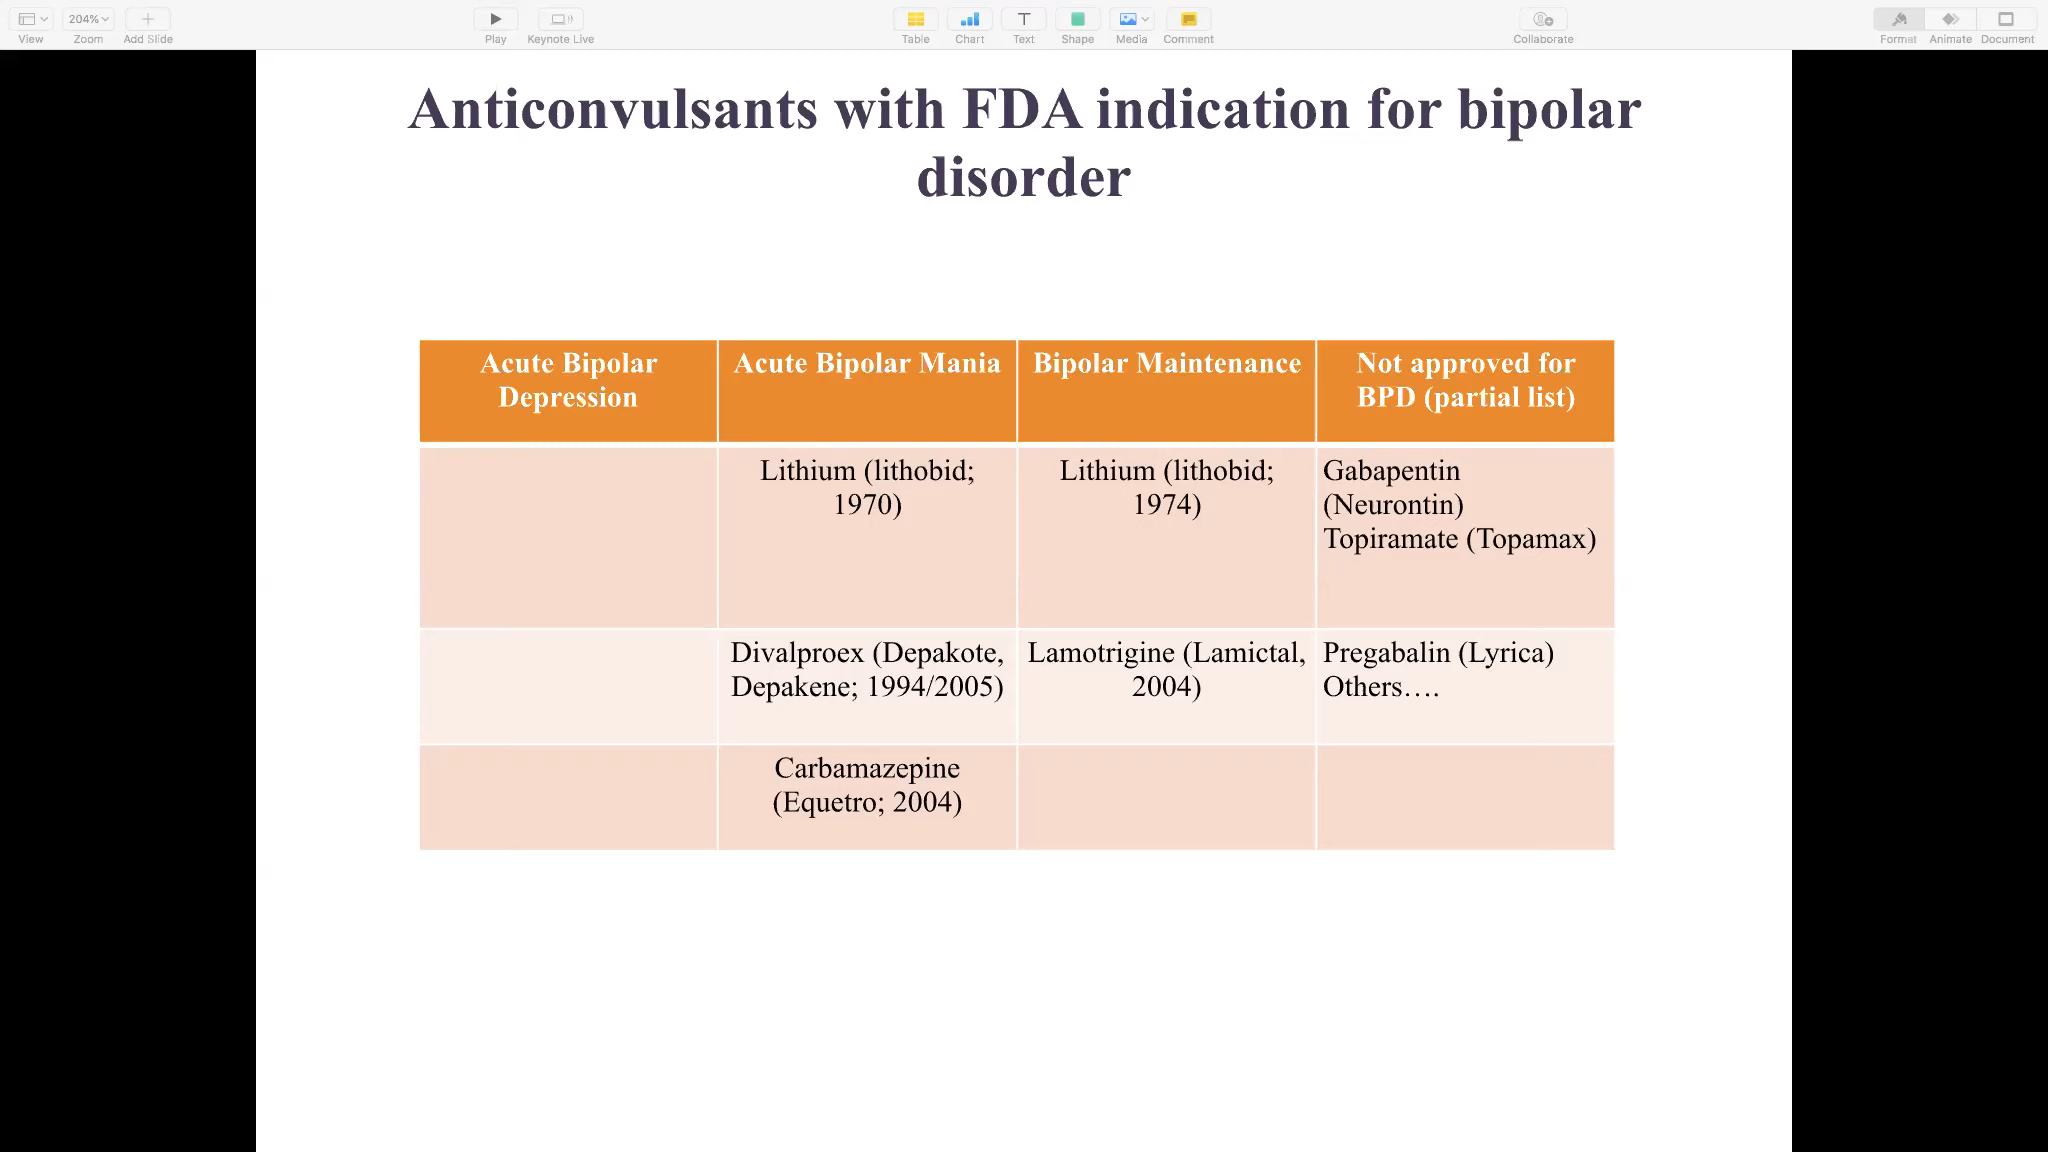 View
204%
Zoom
Add Slide
Play
Keynote Live
Table
Chart
Text
Shape
Media
Comment
Collaborate
Format
Animate
Document
Anticonvulsants with FDA indication for bipolar
disorder
Acute Bipolar
Depression
Acute Bipolar Mania
Bipolar Maintenance
Not approved for
BPD (partial list)
Lithium (lithobid;
1970)
Lithium (lithobid;
1974)
Gabapentin
(Neurontin)
Topiramate (Topamax)
Divalproex (Depakote,
Depakene; 1994/2005)
Lamotrigine (Lamictal,
2004)
Pregabalin (Lyrica)
Others….
Carbamazepine
(Equetro; 2004)